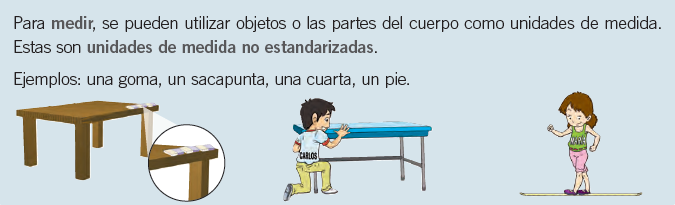 Para medir, se pueden utilizar objetos o las partes del cuerpo como unidades de medida.
Estas son unidades de medida no estandarizadas.
Ejemplos: una goma, un sacapunta, una cuarta, un pie.
CARLOS